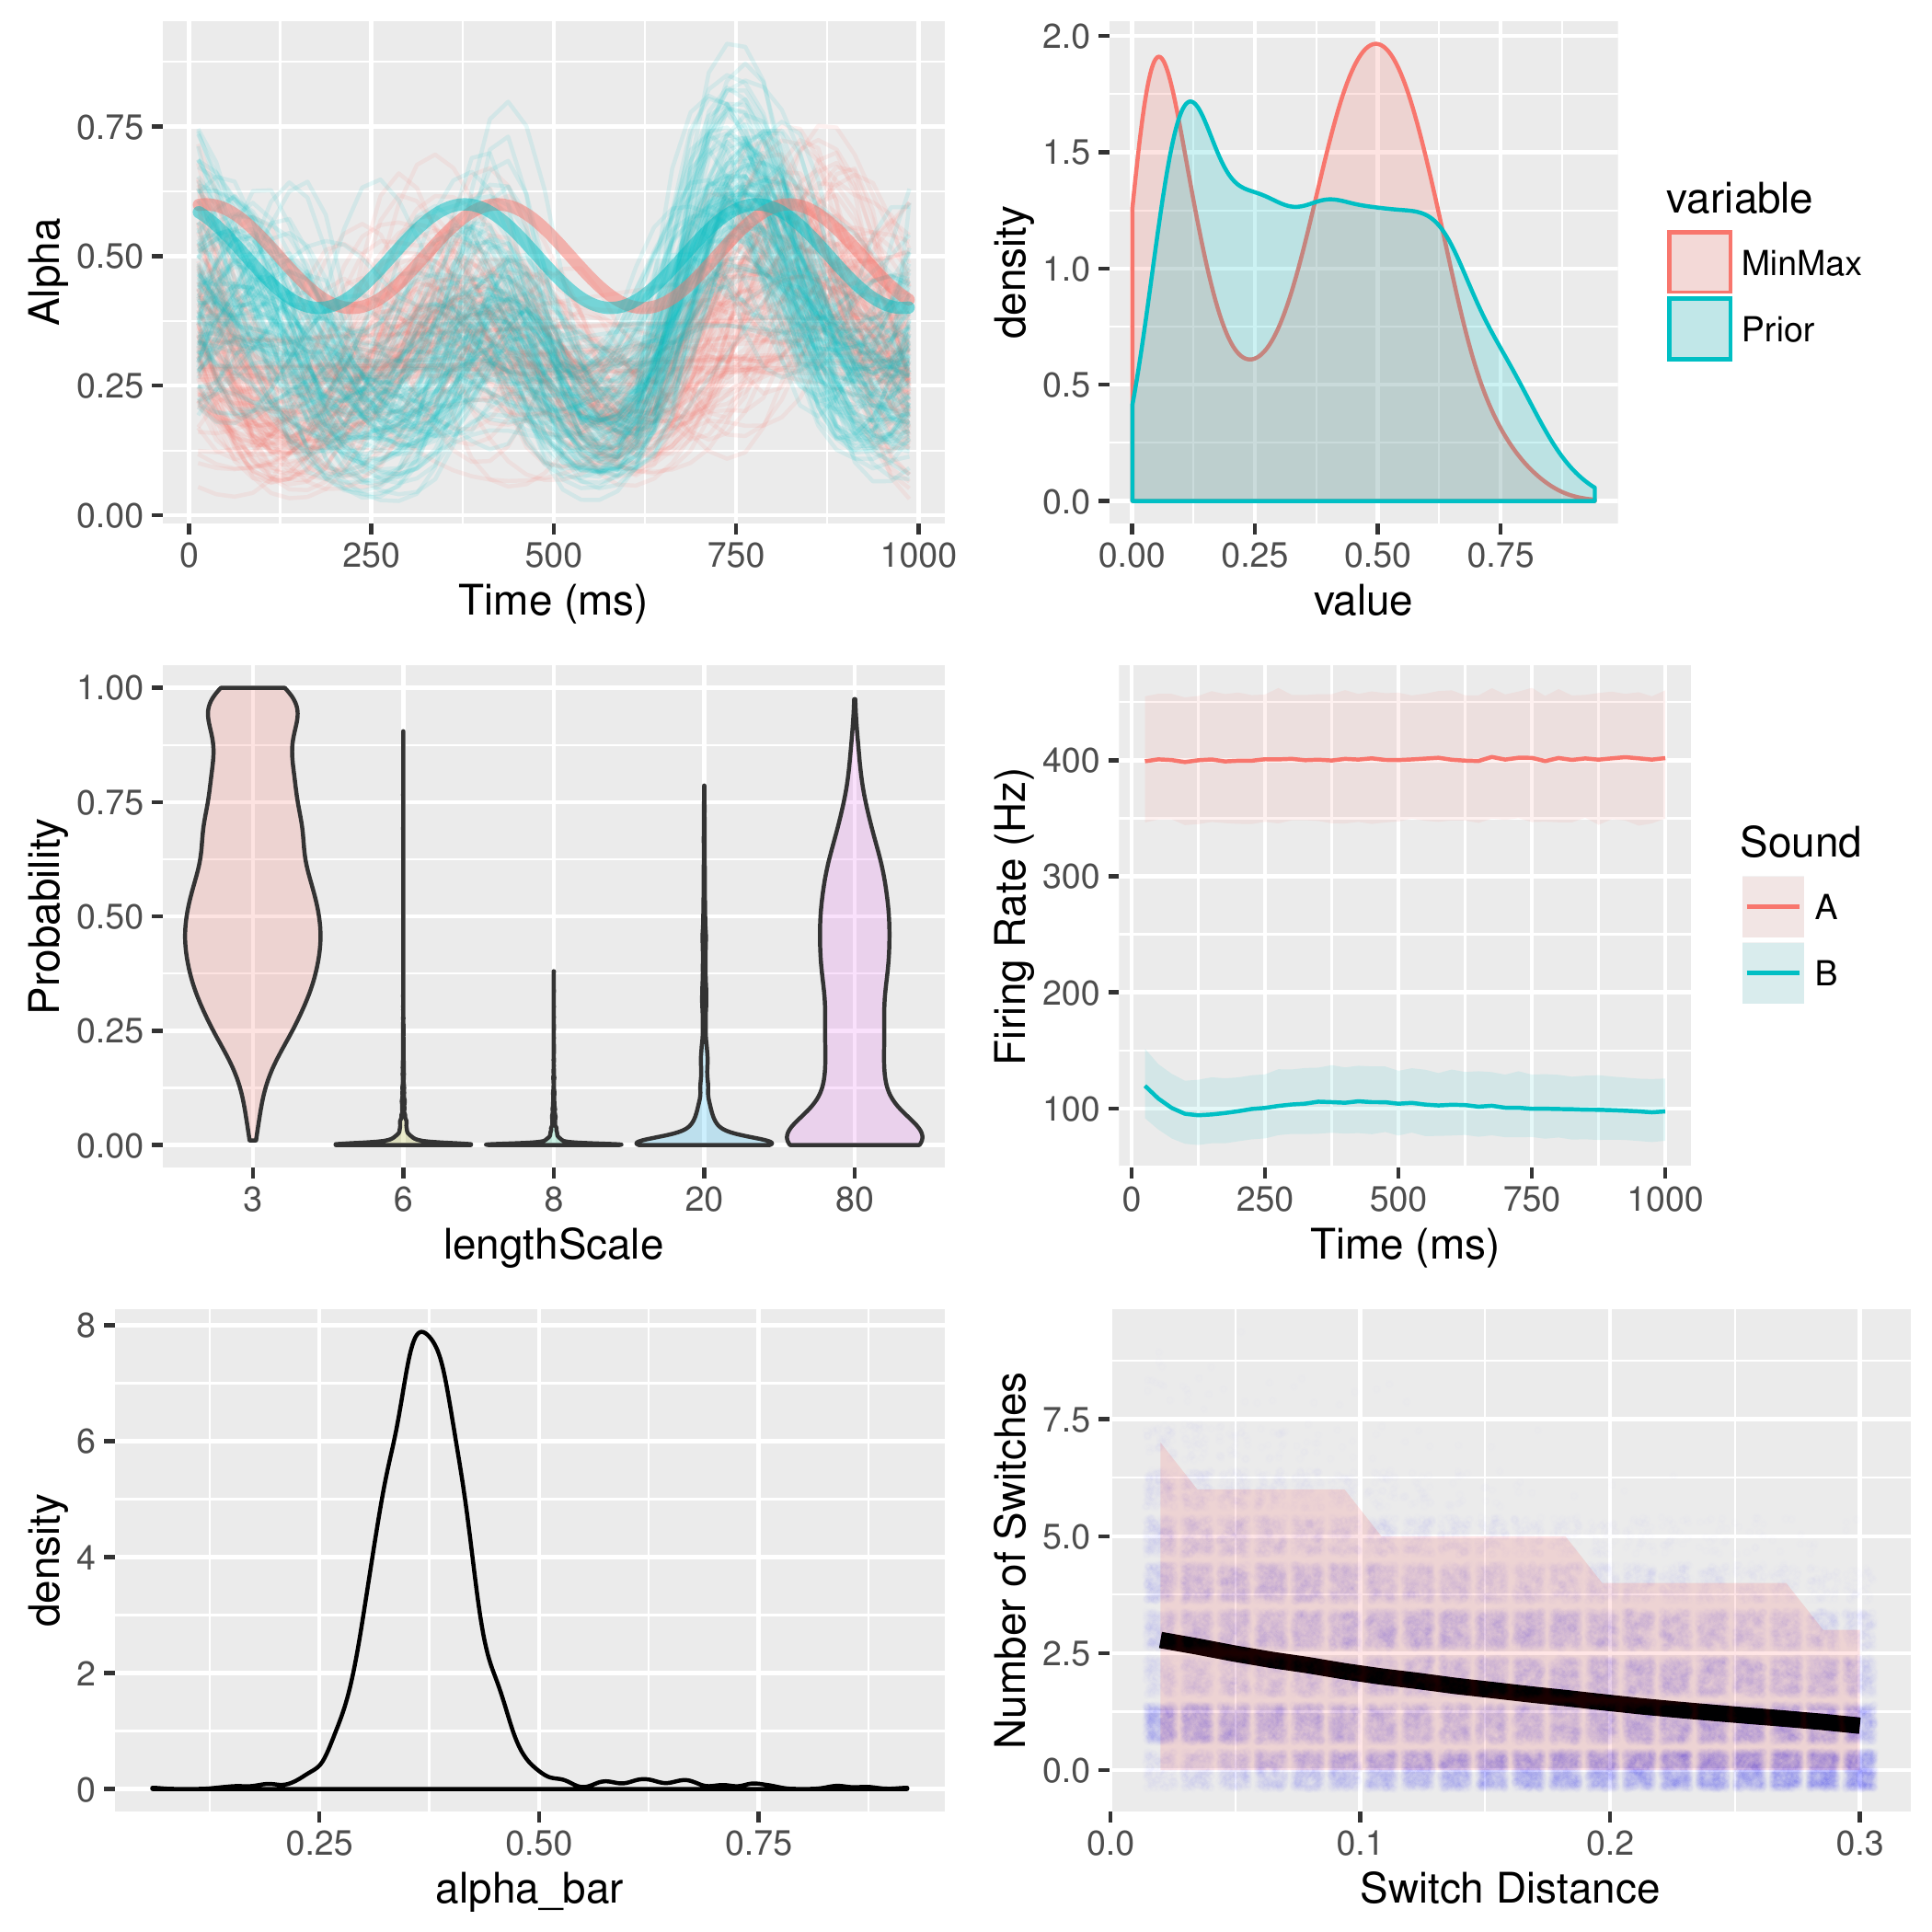 Alpha
0.75
0.50
0.25
0.00
0
250
500
750
1000
Time (ms)
density
2.0
1.5
1.0
0.5
0.0
0.00
0.25
0.50
0.75
value
variable
MinMax
Prior
Probability
1.00
0.75
0.50
0.25
0.00
3
6
8
20
80
lengthScale
Firing Rate (Hz)
400
300
200
100
0
250
500
750
1000
Time (ms)
Sound
A
B
density
8
6
4
2
0
0.25
0.50
0.75
alpha_bar
Number of Switches
7.5
5.0
2.5
0.0
0.0
0.1
0.2
0.3
Switch Distance